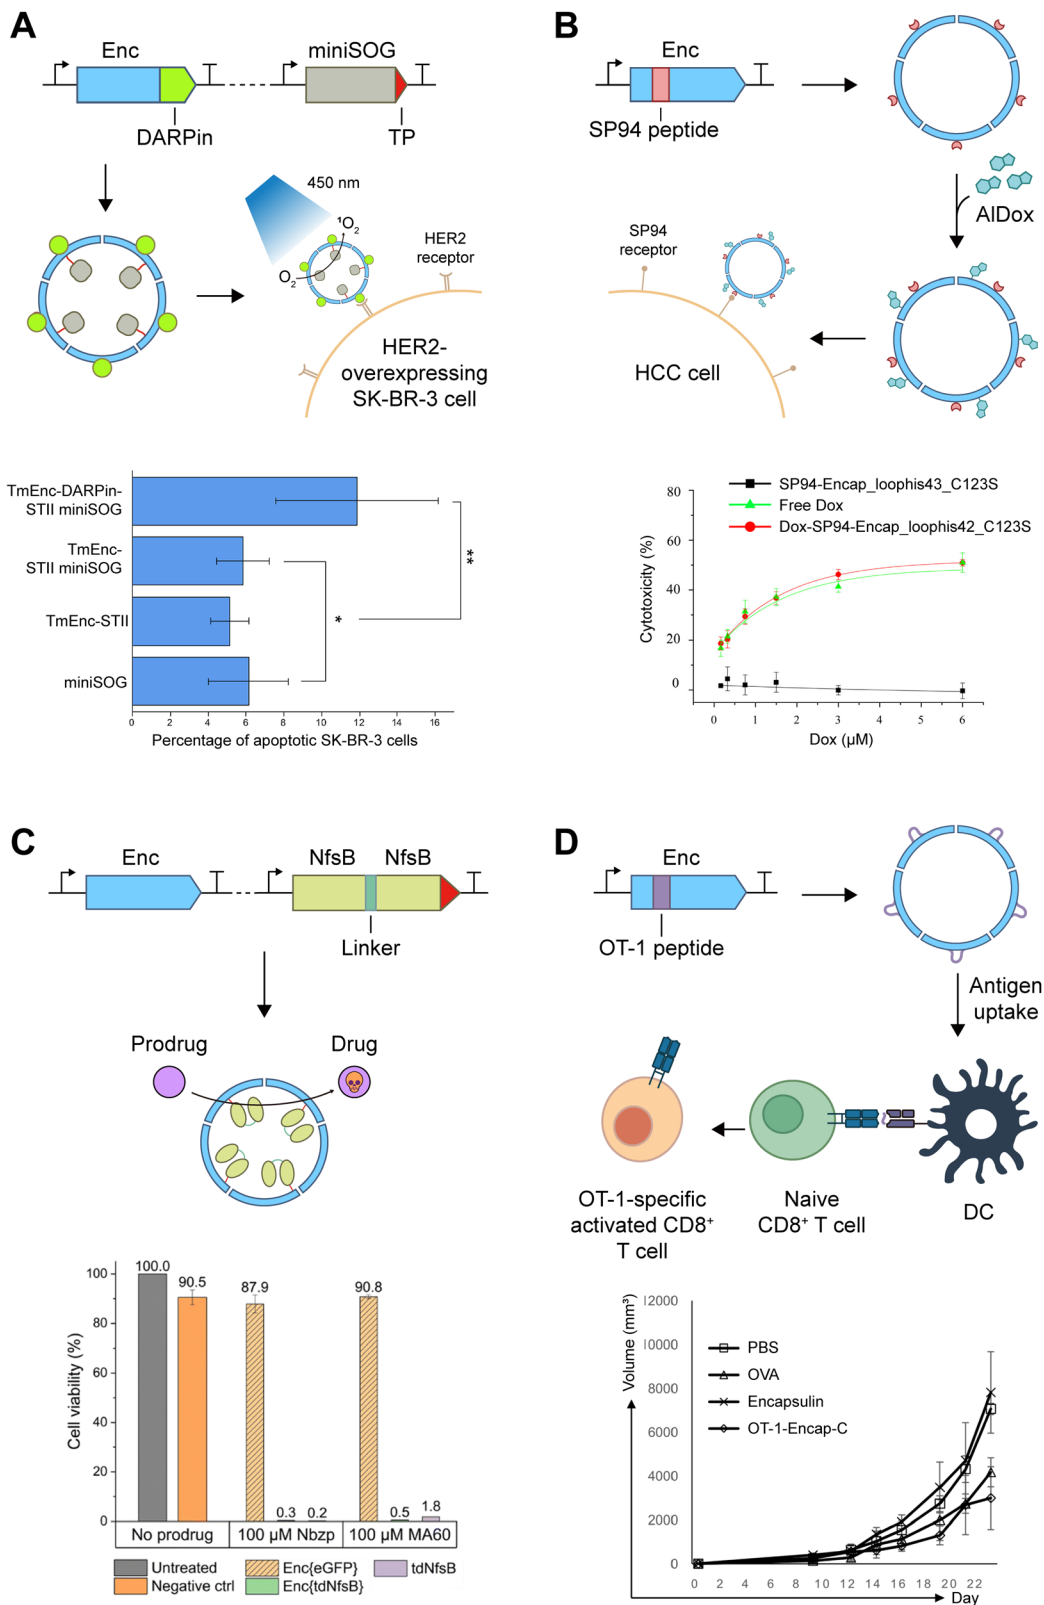 A
Enc
miniSOG
DARPin
TP
450 nm
¹O₂
O₂
HER2
receptor
HER2-
overexpressing
SK-BR-3 cell
TmEnc-DARPin-
STII miniSOG
TmEnc-
STII miniSOG
TmEnc-STII
miniSOG
**
*
0 2 4 6 8 10 12 14 16
Percentage of apoptotic SK-BR-3 cells
B
Enc
SP94 peptide
AlDox
SP94
receptor
HCC cell
SP94-Encap_loophis43_C123S
Free Dox
Dox-SP94-Encap_loophis42_C123S
Cytotoxicity (%)
80
60
40
20
0
0 1 2 3 4 5 6
Dox (µM)
C
Enc
NfsB
NfsB
Linker
Prodrug
Drug
Cell viability (%)
100
80
60
40
20
0
100.0
90.5
87.9
0.3
0.2
90.8
0.5
1.8
No prodrug
100 µM Nbzp
100 µM MA60
Untreated
Negative ctrl
Enc{eGFP}
Enc{tdNfsB}
tdNfsB
D
Enc
OT-1 peptide
Antigen
uptake
OT-1-specific
activated CD8⁺
T cell
Naive
CD8⁺ T cell
DC
Volume (mm³)
12000
10000
8000
6000
4000
2000
0
PBS
OVA
Encapsulin
OT-1-Encap-C
0 2 4 6 8 10 12 14 16 18 20 22
Day